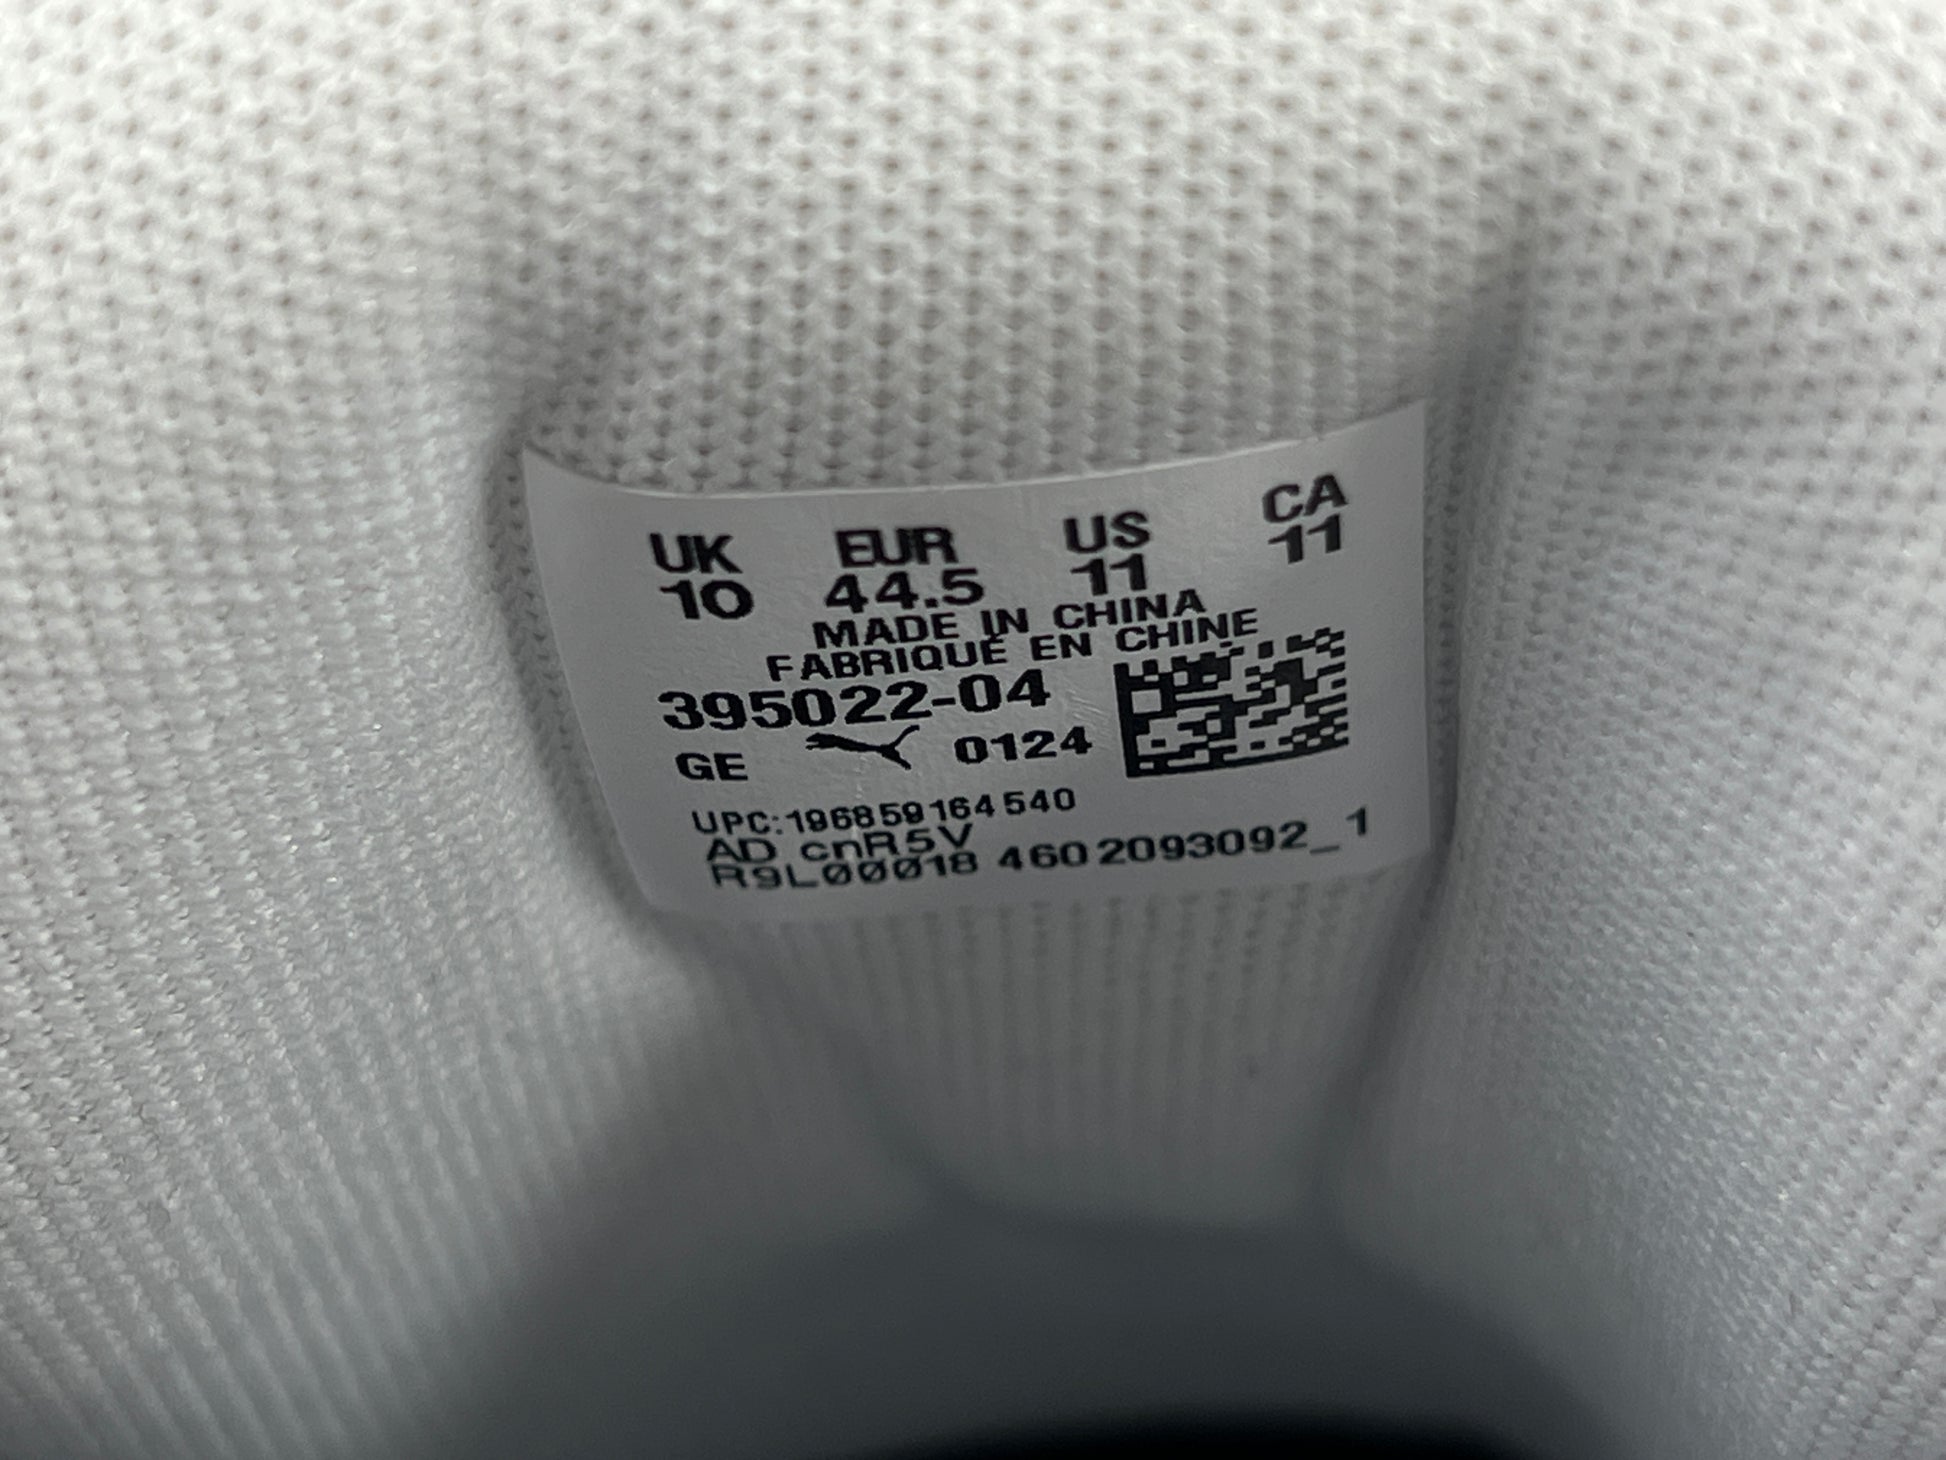 UK EUR US CA
10 44.5 11 11
MADE IN CHINA
FABRIQUÉ EN CHINE
395022-04
GE 0124
UPC:196859164540
AD cnR5V
R9L00018 4602093092_1